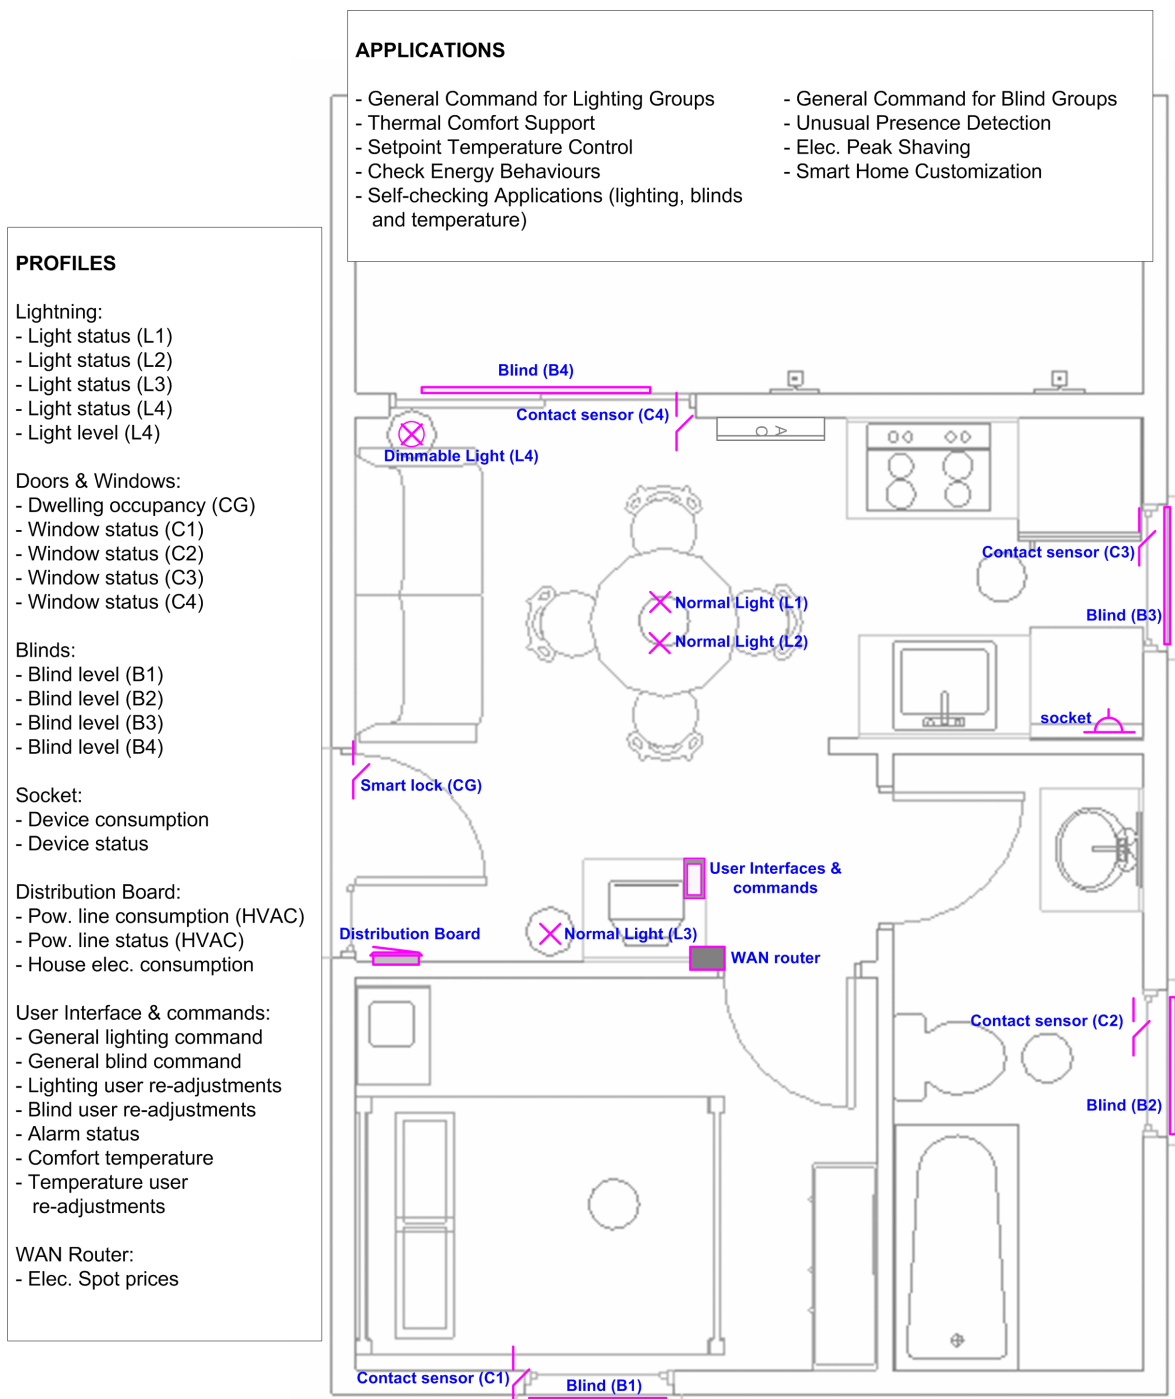 APPLICATIONS
- General Command for Lighting Groups
- Thermal Comfort Support
- Setpoint Temperature Control
- Check Energy Behaviours
- Self-checking Applications (lighting, blinds
and temperature)
- General Command for Blind Groups
- Unusual Presence Detection
- Elec. Peak Shaving
- Smart Home Customization
PROFILES
Lightning:
- Light status (L1)
- Light status (L2)
- Light status (L3)
- Light status (L4)
- Light level (L4)
Doors & Windows:
- Dwelling occupancy (CG)
- Window status (C1)
- Window status (C2)
- Window status (C3)
- Window status (C4)
Blinds:
- Blind level (B1)
- Blind level (B2)
- Blind level (B3)
- Blind level (B4)
Socket:
- Device consumption
- Device status
Distribution Board:
- Pow. line consumption (HVAC)
- Pow. line status (HVAC)
- House elec. consumption
User Interface & commands:
- General lighting command
- General blind command
- Lighting user re-adjustments
- Blind user re-adjustments
- Alarm status
- Comfort temperature
- Temperature user
re-adjustments
WAN Router:
- Elec. Spot prices
Blind (B4)
Contact sensor (C4)
AC
Dimmable Light (L4)
Contact sensor (C3)
Normal Light (L1)
Blind (B3)
Normal Light (L2)
socket
Smart lock (CG)
User Interfaces &
commands
Distribution Board
Normal Light (L3)
WAN router
Contact sensor (C2)
Blind (B2)
Contact sensor (C1)
Blind (B1)